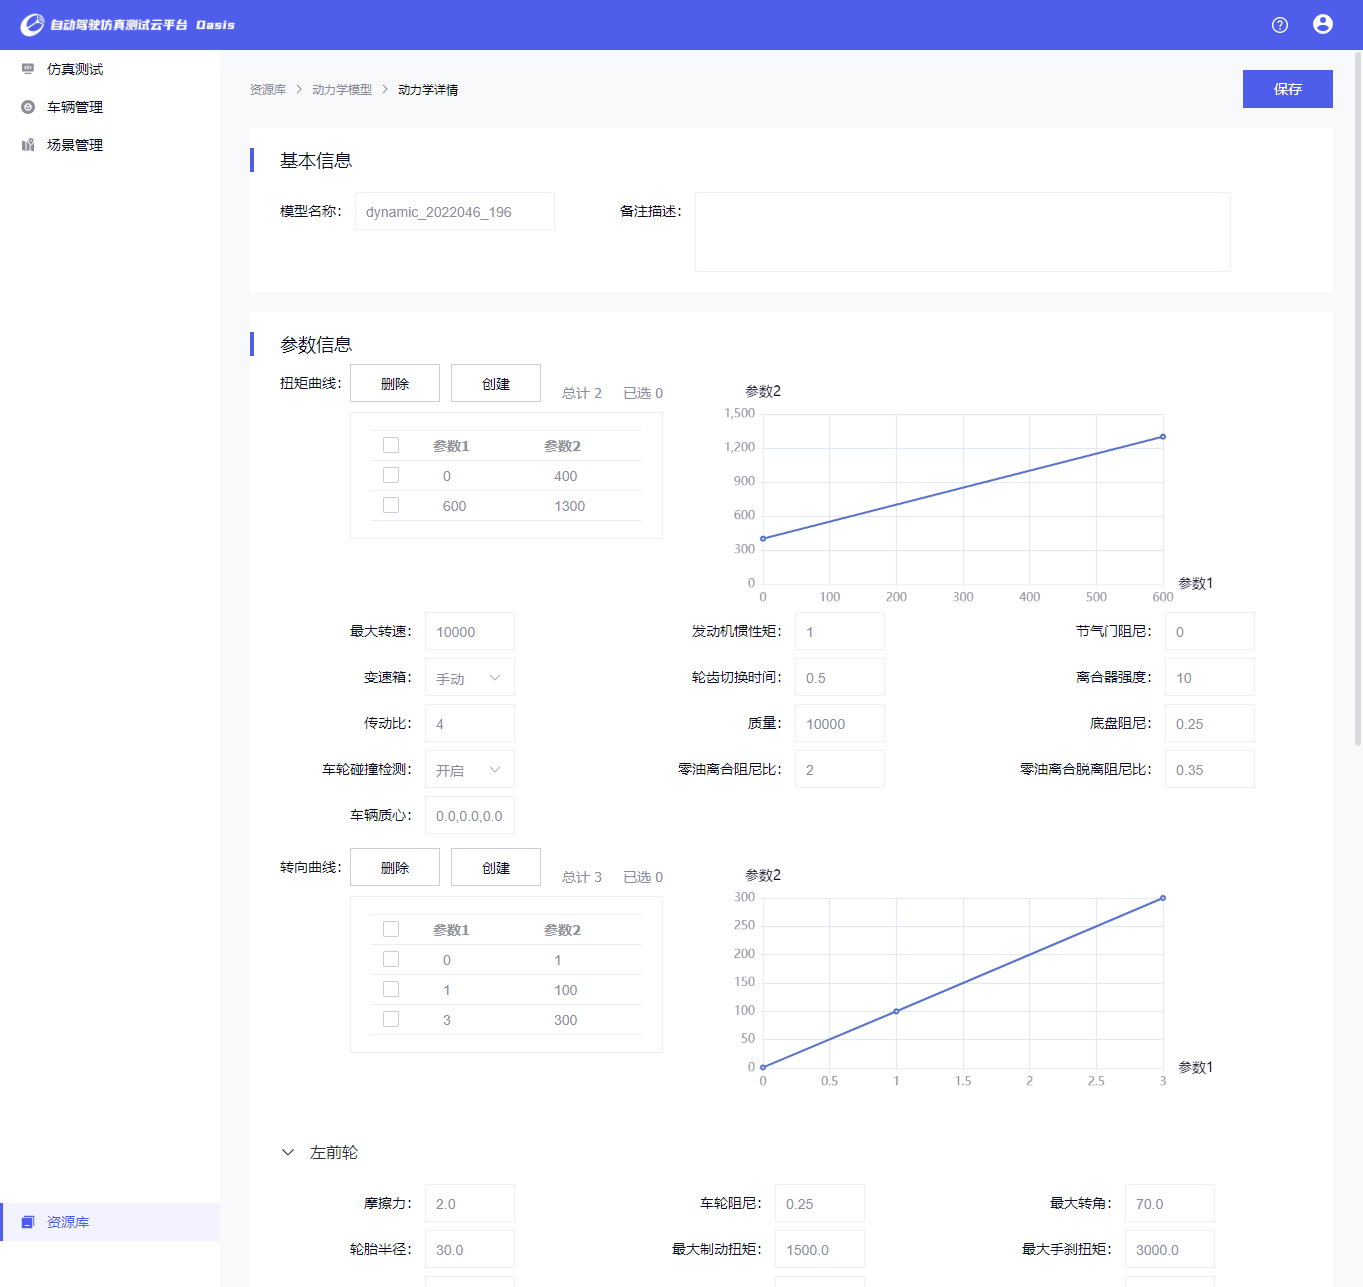 自动驾驶仿真测试云平台 Oasis
仿真测试
车辆管理
场景管理
资源库
资源库 > 动力学模型 > 动力学详情
保存
基本信息
模型名称： dynamic_2022046_196 备注描述：
参数信息
扭矩曲线： 删除 创建 总计 2 已选 0
参数1 参数2
0 400
600 1300
参数2
1,500
1,200
900
600
300
0
0 100 200 300 400 500 600
参数1
最大转速： 10000 发动机惯性矩： 1 节气门阻尼： 0
变速箱： 手动 轮齿切换时间： 0.5 离合器强度： 10
传动比： 4 质量： 10000 底盘阻尼： 0.25
车轮碰撞检测： 开启 零油离合阻尼比： 2 零油离合脱离阻尼比： 0.35
车辆质心： 0.0,0.0,0.0
转向曲线： 删除 创建 总计 3 已选 0
参数1 参数2
0 1
1 100
3 300
参数2
300
250
200
150
100
50
0
0 0.5 1 1.5 2 2.5 3
参数1
左前轮
摩擦力： 2.0 车轮阻尼： 0.25 最大转角： 70.0
轮胎半径： 30.0 最大制动扭矩： 1500.0 最大手刹扭矩： 3000.0